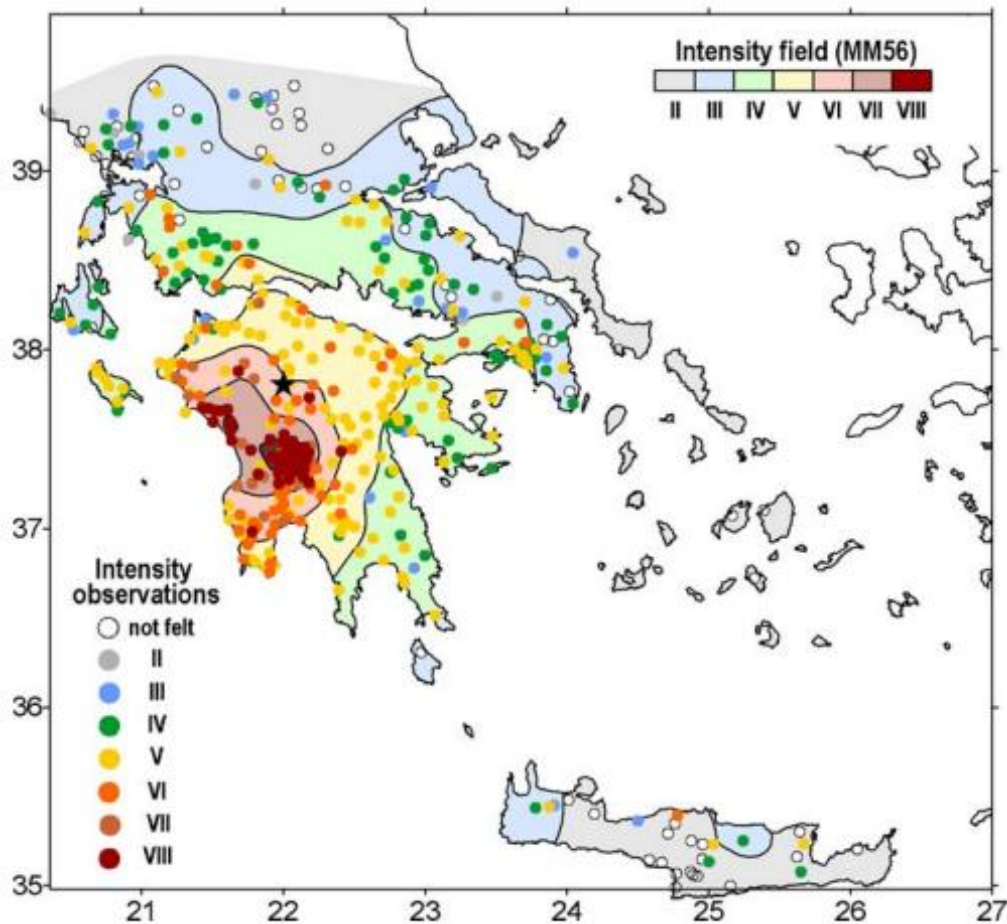 Intensity field (MM56)
II III IV V VI VII VIII
39
38
37
36
35
Intensity
observations
not felt
II
III
IV
V
VI
VII
VIII
21 22 23 24 25 26 27